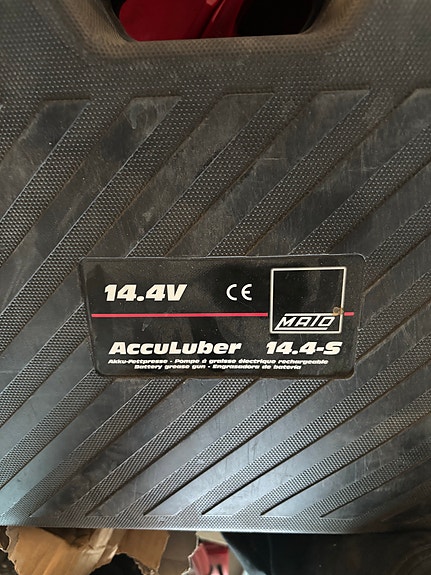 14.4V CE
MATO
AccuLuber 14.4-S
Akku-Fettpresse - Pompe à graisse électrique rechargeable
Battery grease gun - Engrasadora de batería